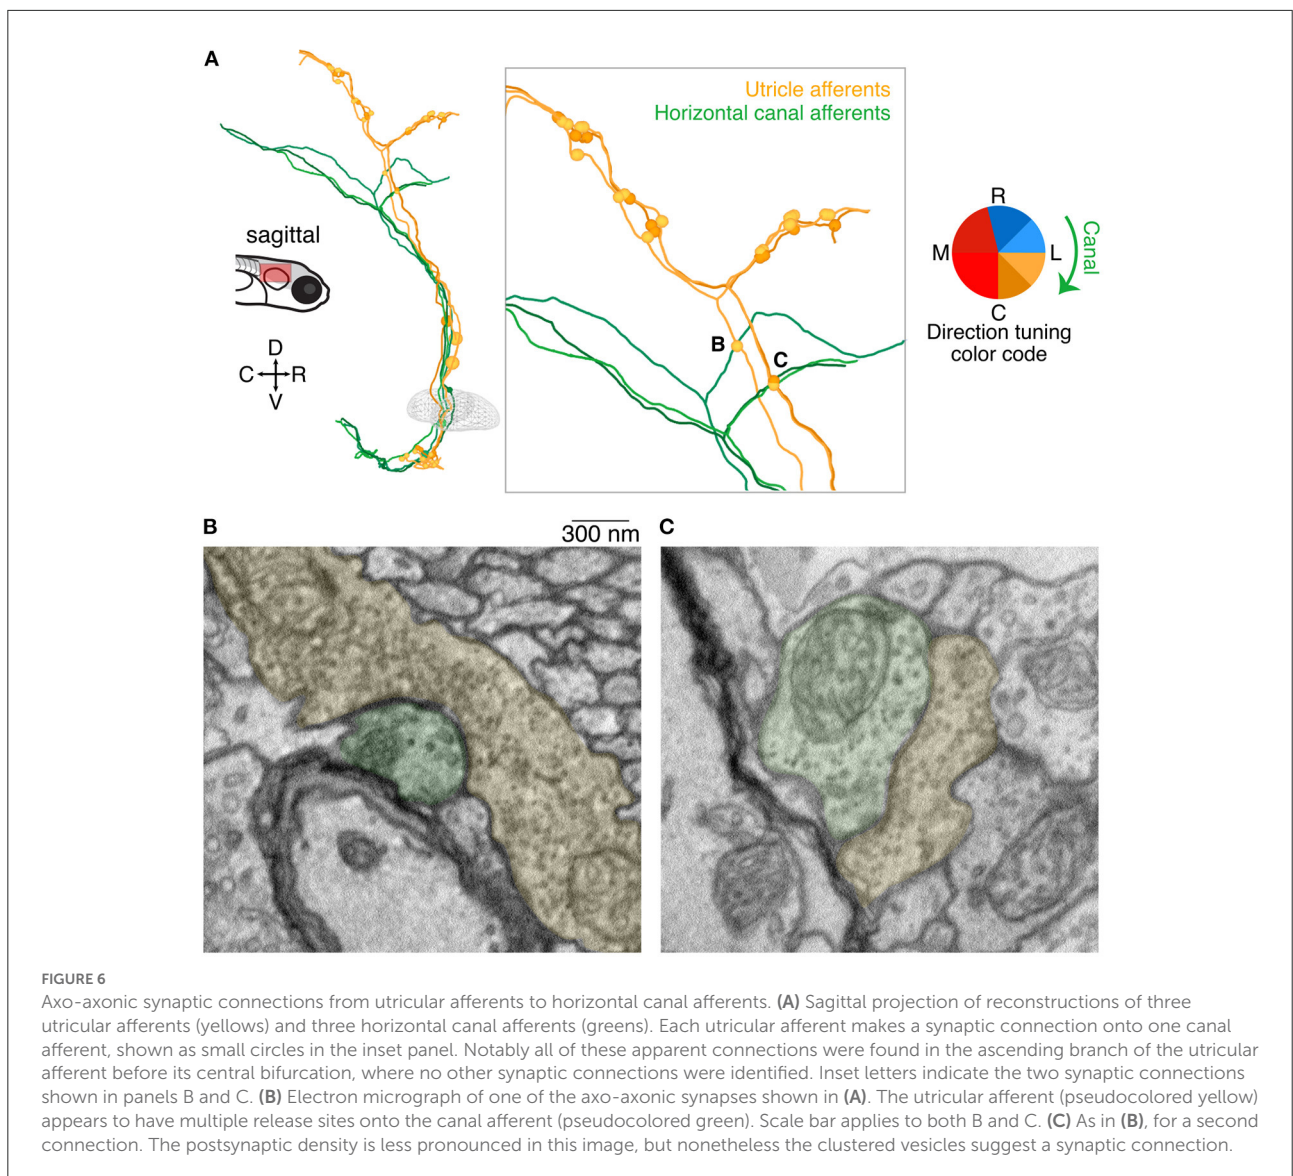 A
Utricle afferents
Horizontal canal afferents
sagittal
D
C R
V
B
C
R
M L
C
Canal
Direction tuning
color code
B
300 nm
C
FIGURE 6
Axo-axonic synaptic connections from utricular afferents to horizontal canal afferents. (A) Sagittal projection of reconstructions of three
utricular afferents (yellows) and three horizontal canal afferents (greens). Each utricular afferent makes a synaptic connection onto one canal
afferent, shown as small circles in the inset panel. Notably all of these apparent connections were found in the ascending branch of the utricular
afferent before its central bifurcation, where no other synaptic connections were identified. Inset letters indicate the two synaptic connections
shown in panels B and C. (B) Electron micrograph of one of the axo-axonic synapses shown in (A). The utricular afferent (pseudocolored yellow)
appears to have multiple release sites onto the canal afferent (pseudocolored green). Scale bar applies to both B and C. (C) As in (B), for a second
connection. The postsynaptic density is less pronounced in this image, but nonetheless the clustered vesicles suggest a synaptic connection.